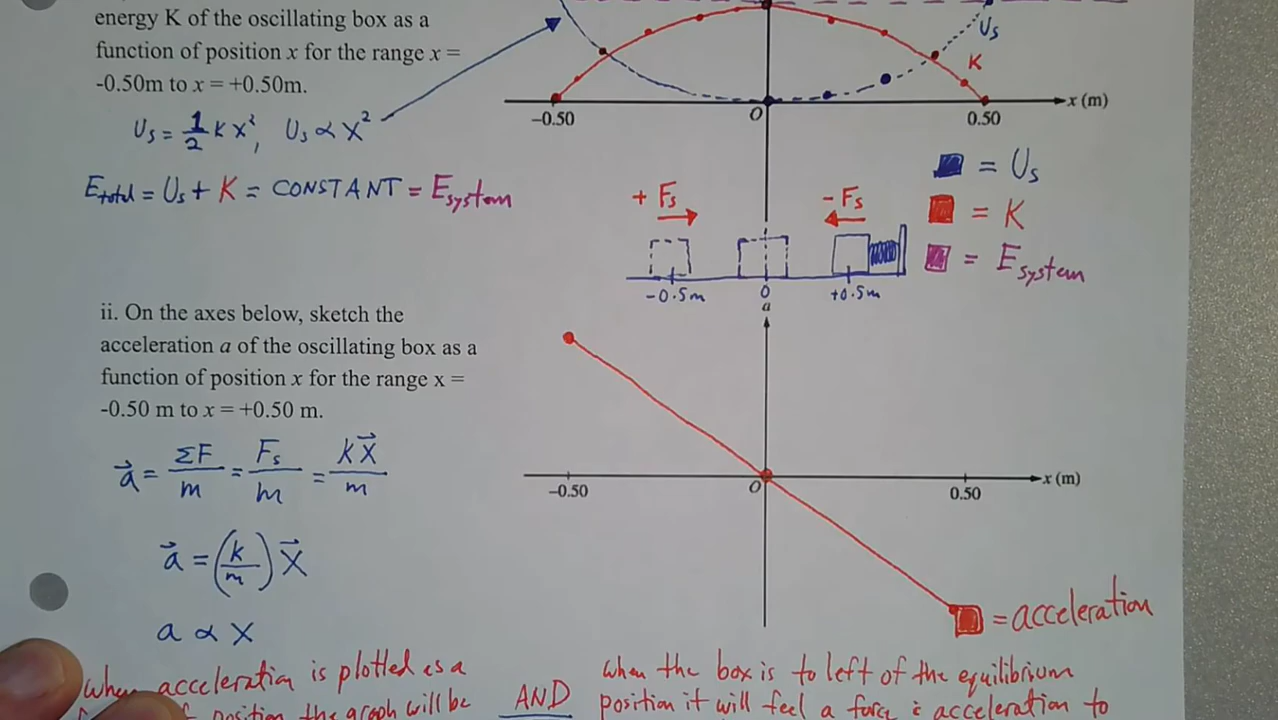 energy K of the oscillating box as a
function of position x for the range x =
-0.50m to x = +0.50m.
Us = 1/2 k x², Us ∝ x²
Etotal = Us + K = CONSTANT = Esystem
Us
K
-0.50
O
0.50
x (m)
= Us
= K
= Esystem
+ Fs
- Fs
-0.5m
0
+0.5m
ii. On the axes below, sketch the
acceleration a of the oscillating box as a
function of position x for the range x =
-0.50 m to x = +0.50 m.
a
-0.50
O
0.50
x (m)
= acceleration
a⃗ = ΣF/m = Fs/m = kx⃗/m
a⃗ = (k/m) x⃗
a ∝ x
When acceleration is plotted as a
position the graph will be
AND
when the box is to left of the equilibrium
position it will feel a force & acceleration to